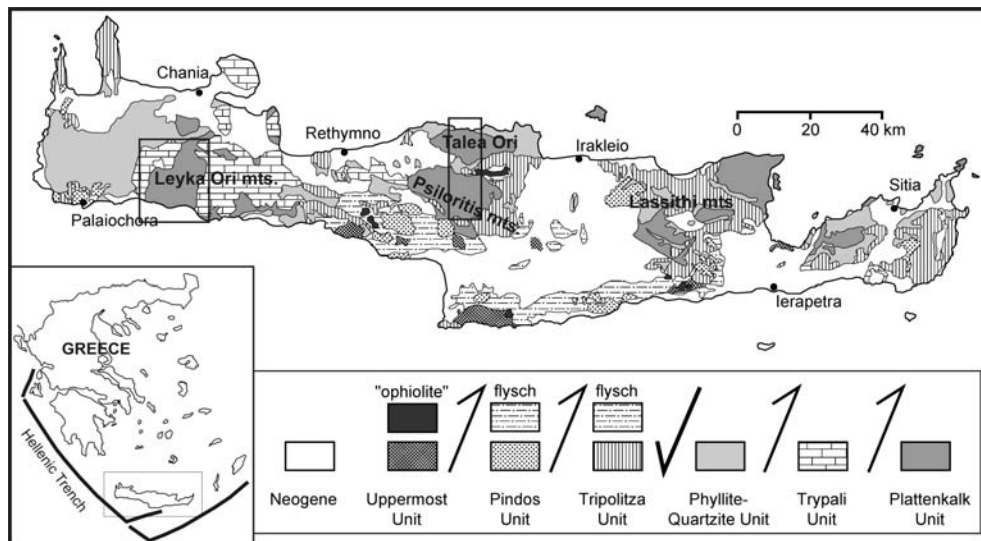 Chania
Rethymno
Talea Ori
Irakleio
0 20 40 km
Leyka Ori mts.
Psiloritis mts.
Lassithi mts
Sitia
Palaiochora
Ierapetra
GREECE
Hellenic Trench
"ophiolite" flysch flysch
Neogene Uppermost Pindos Tripolitza Phyllite- Trypali Plattenkalk
Unit Unit Unit Quartzite Unit Unit Unit